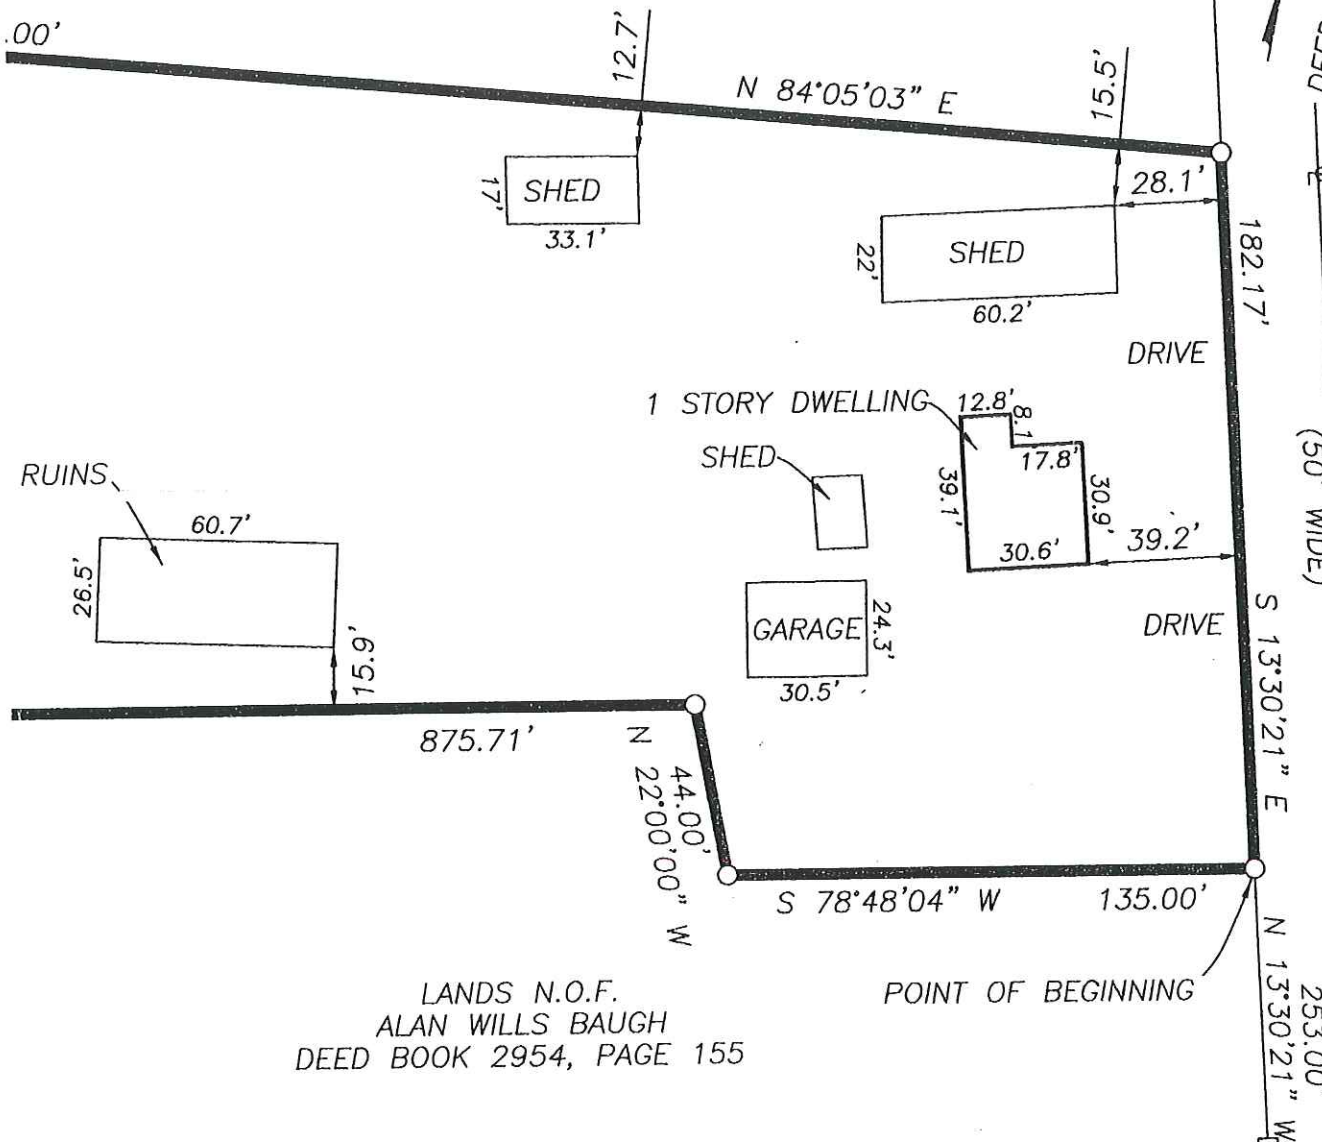 .00'
12.7'
N 84°05'03" E
15.5'
28.1'
SHED
17'
33.1'
SHED
22'
60.2'
182.17'
DRIVE
(50' WIDE)
1 STORY DWELLING
12.8'
8.1
17.8'
39.1'
30.9'
30.6'
39.2'
SHED
RUINS
60.7'
26.5'
15.9'
GARAGE
24.3'
30.5'
DRIVE
S 13°30'21" E
875.71'
N 22°00'00" W
44.00'
S 78°48'04" W
135.00'
POINT OF BEGINNING
N 13°30'21" W
253.00'
LANDS N.O.F.
ALAN WILLS BAUGH
DEED BOOK 2954, PAGE 155